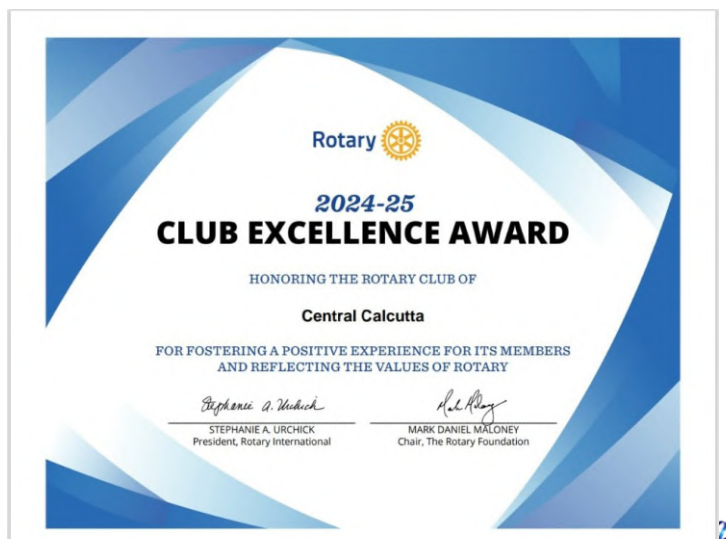 Rotary
2024-25
CLUB EXCELLENCE AWARD
HONORING THE ROTARY CLUB OF
Central Calcutta
FOR FOSTERING A POSITIVE EXPERIENCE FOR ITS MEMBERS
AND REFLECTING THE VALUES OF ROTARY
Stephanie A. Urchick
STEPHANIE A. URCHICK
President, Rotary International
MARK DANIEL MALONEY
Chair, The Rotary Foundation